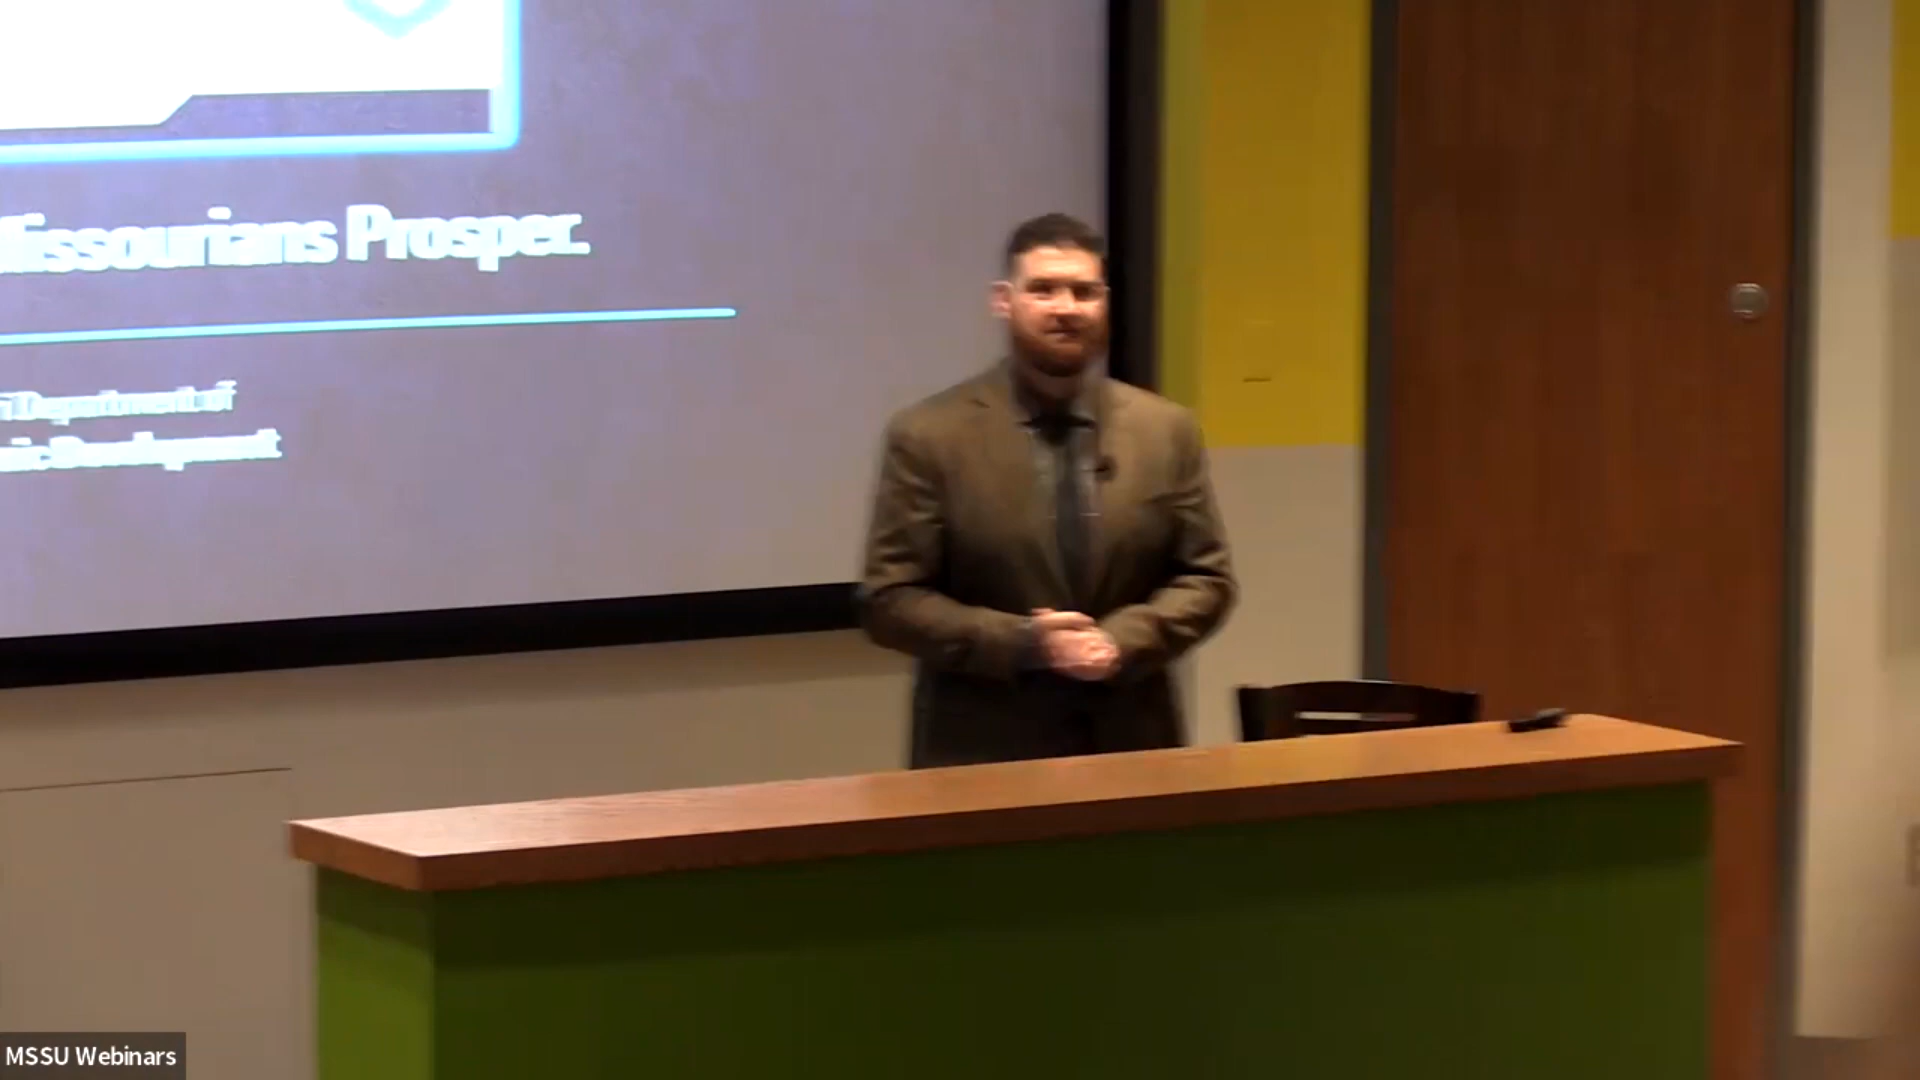 Missourians Prosper.
Department of
Development
MSSU Webinars